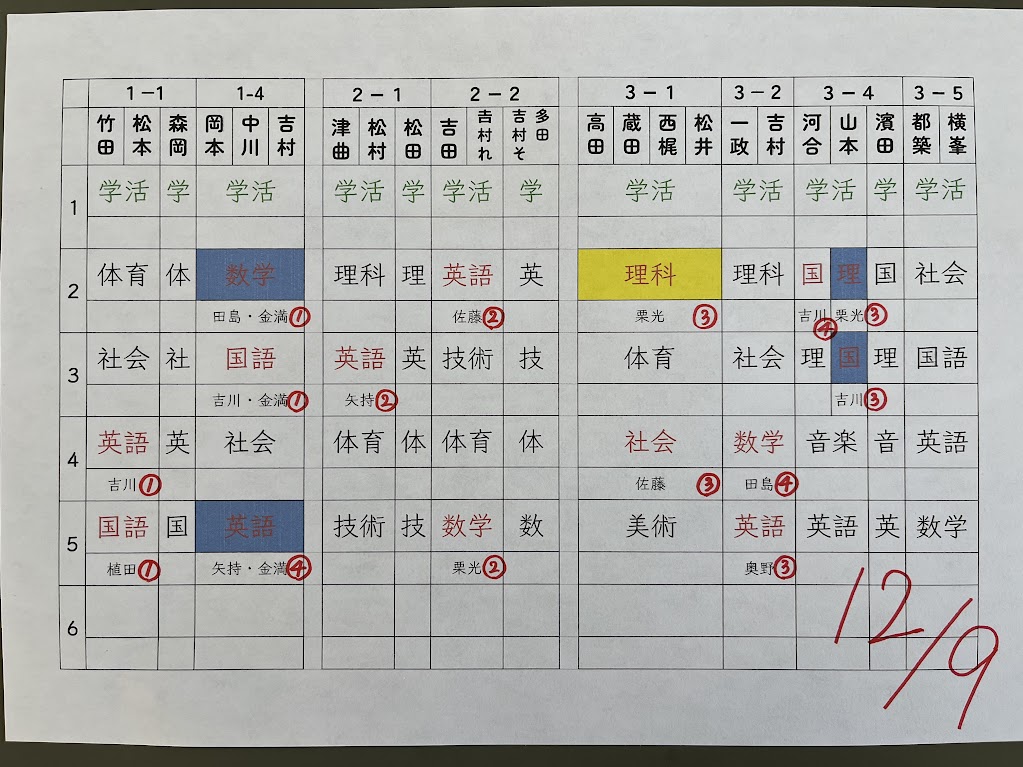 1-1 1-4 2-1 2-2 3-1 3-2 3-4 3-5
竹田 松本 森岡 岡本 中川 吉村 津曲 松村 松田 吉田 吉村れ 吉村そ 多田 高田 蔵田 西梶 松井 一政 吉村 河合 山本 濱田 都築 横峯
1 学活 学 学活 学活 学 学活 学 学活 学活 学活 学 学活
2 体育 体 数学 理科 理 英語 英 理科 理科 国 理 国 社会
田島・金満① 佐藤② 栗光③ 吉川④ 栗光③
3 社会 社 国語 英語 英 技術 技 体育 社会 理 国 理 国語
吉川・金満① 矢持② 吉川③
4 英語 英 社会 体育 体 体育 体 社会 数学 音楽 音 英語
吉川① 佐藤③ 田島④
5 国語 国 英語 技術 技 数学 数 美術 英語 英語 英 数学
植田① 矢持・金満④ 栗光② 奥野③
6
12/9